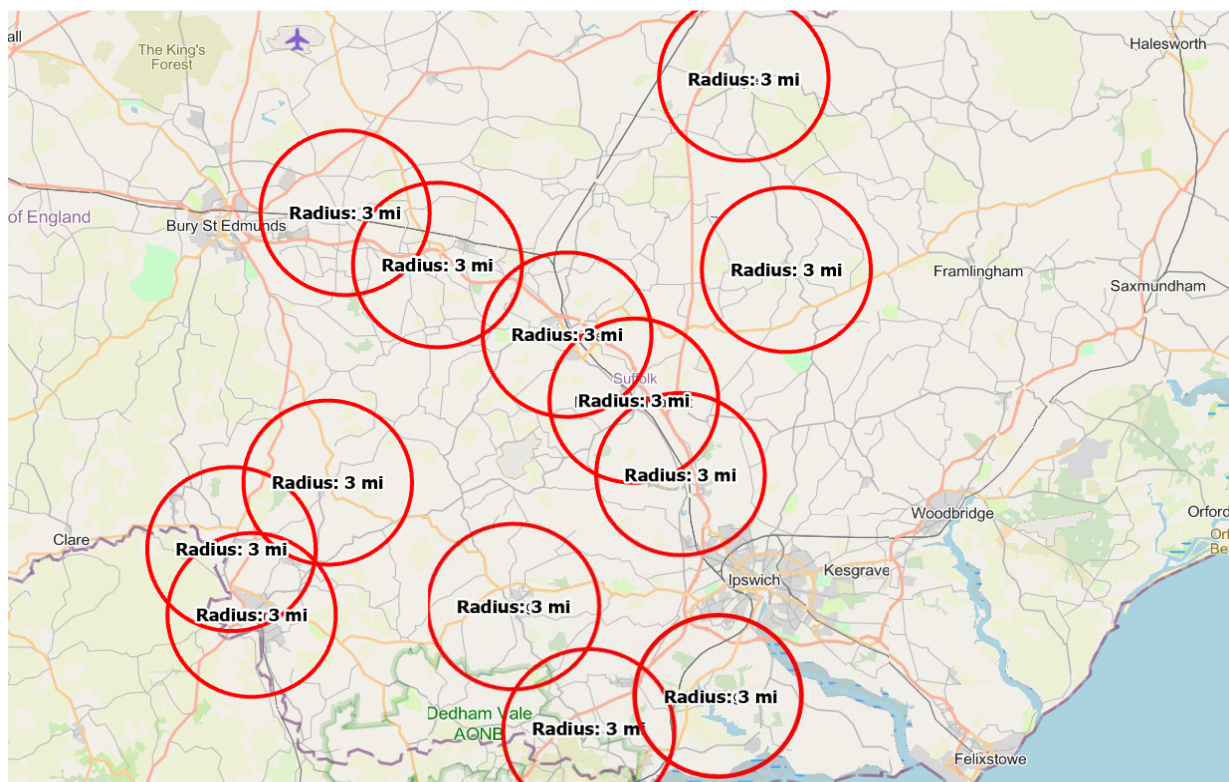 all
The King's
Forest
Halesworth
Radius: 3 mi
Radius: 3 mi
of England
Bury St Edmunds
Radius: 3 mi
Radius: 3 mi
Framlingham
Saxmundham
Radius: 3 mi
Suffolk
Radius: 3 mi
Radius: 3 mi
Radius: 3 mi
Woodbridge
Orford
Clare
Radius: 3 mi
Ipswich
Kesgrave
Radius: 3 mi
Radius: 3 mi
Radius: 3 mi
Dedham Vale
AONB
Radius: 3 mi
Felixstowe